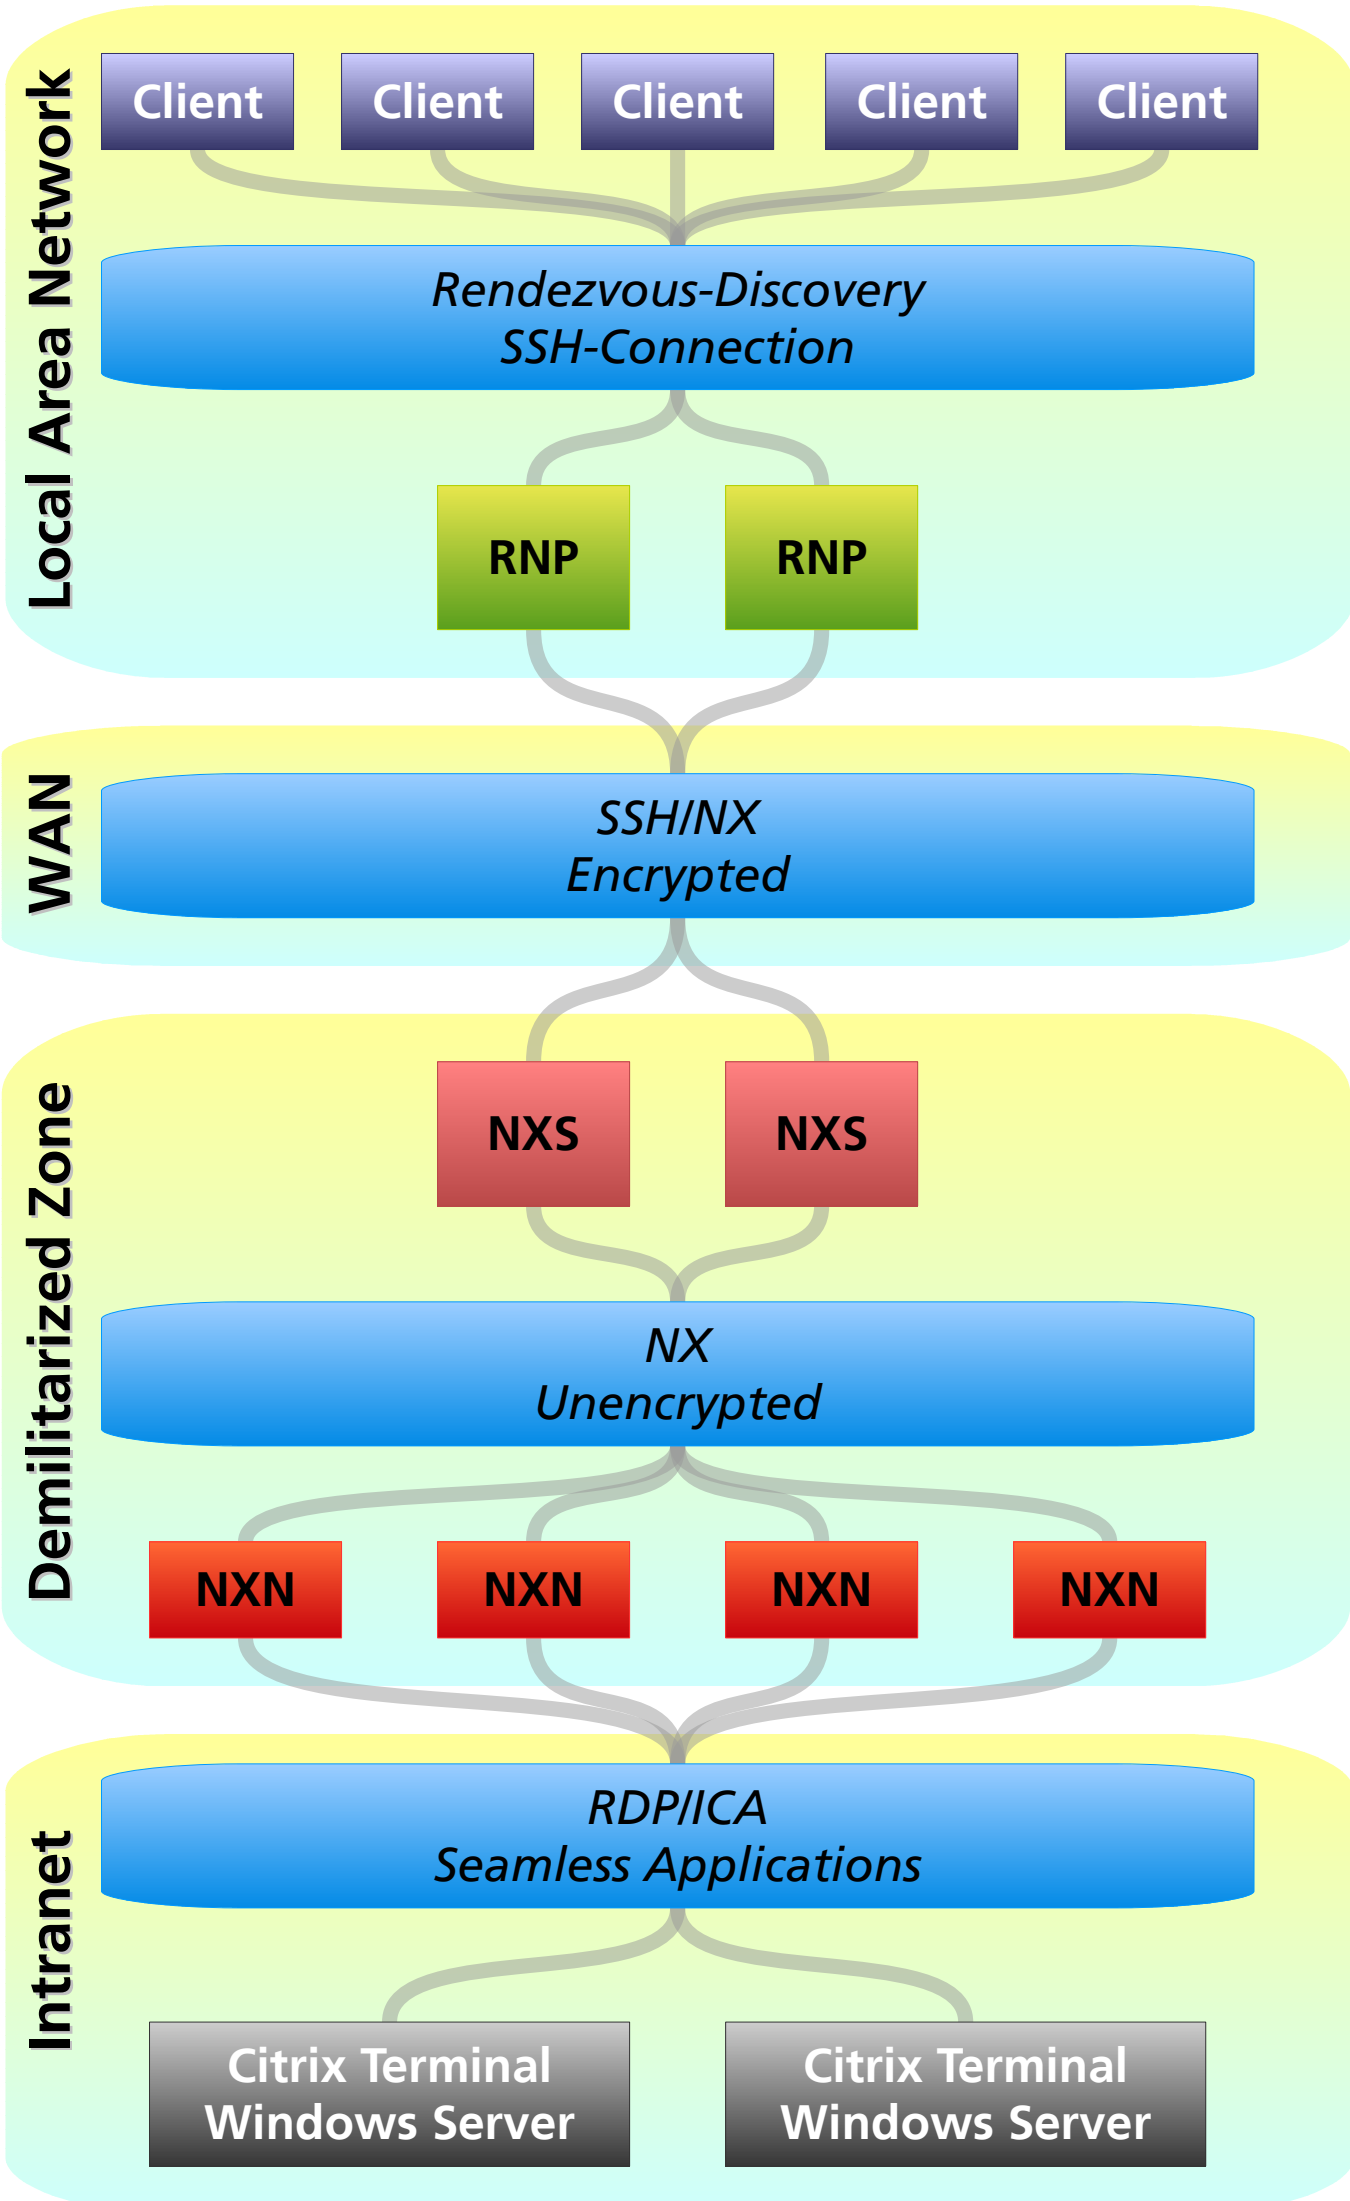 Local Area Network
Client
Client
Client
Client
Client
Rendezvous-Discovery
SSH-Connection
RNP
RNP
WAN
SSH/NX
Encrypted
Demilitarized Zone
NXS
NXS
NX
Unencrypted
NXN
NXN
NXN
NXN
Intranet
RDP/ICA
Seamless Applications
Citrix Terminal
Windows Server
Citrix Terminal
Windows Server